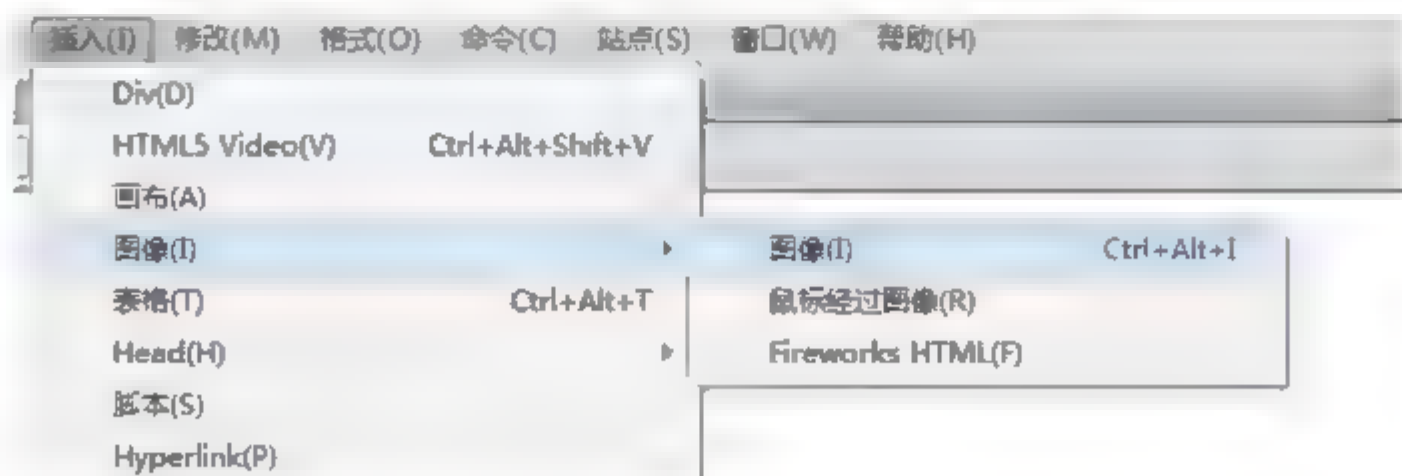 插入(I) 修改(M) 格式(O) 命令(C) 站点(S) 窗口(W) 帮助(H)
Div(D)
HTML5 Video(V) Ctrl+Alt+Shift+V
画布(A)
图像(I) 图像(I) Ctrl+Alt+I
表格(T) Ctrl+Alt+T 鼠标经过图像(R)
Head(H) Fireworks HTML(F)
脚本(S)
Hyperlink(P)